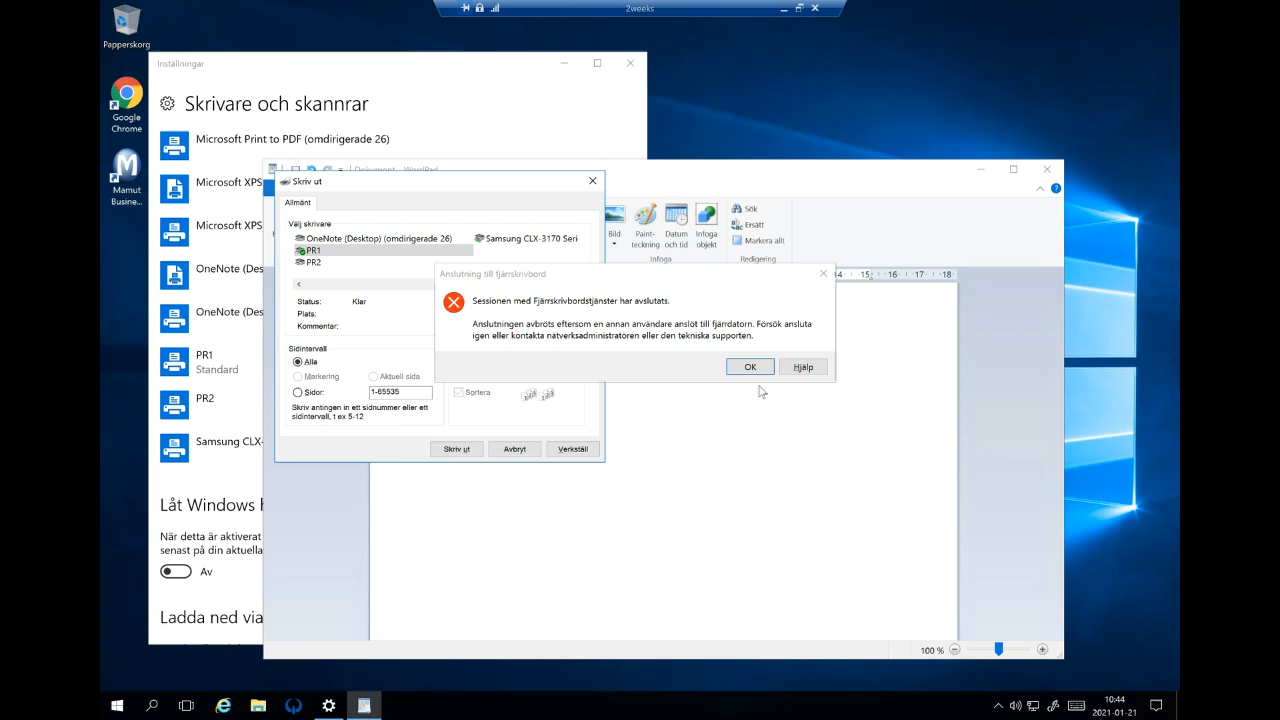 2weeks
Papperskorg
Google
Chrome
Mamut
Busine...
Inställningar
Skrivare och skannrar
Microsoft Print to PDF (omdirigerade 26)
Microsoft XPS
Microsoft XPS
OneNote (Des
OneNote (Des
PR1
Standard
PR2
Samsung CLX-
Låt Windows h
När detta är aktiverat
senast på din aktuella
Av
Ladda ned via
Dokument - WordPad
Bild
Paint-
teckning
Datum
och tid
Infoga
objekt
Infoga
Sök
Ersätt
Markera allt
Redigering
14 15 16 17 18
Skriv ut
Allmänt
Välj skrivare
OneNote (Desktop) (omdirigerade 26)
Samsung CLX-3170 Seri
PR1
PR2
Status: Klar
Plats:
Kommentar:
Sidintervall
Alla
Markering
Aktuell sida
Sidor:
1-65535
Skriv antingen in ett sidnummer eller ett
sidintervall, t ex 5-12
Sortera
Skriv ut
Avbryt
Verkställ
Anslutning till fjärrskrivbord
Sessionen med Fjärrskrivbordstjänster har avslutats.
Anslutningen avbröts eftersom en annan användare anslöt till fjärrdatorn. Försök ansluta
igen eller kontakta nätverksadministratören eller den tekniska supporten.
OK
Hjälp
100 %
10:44
2021-01-21